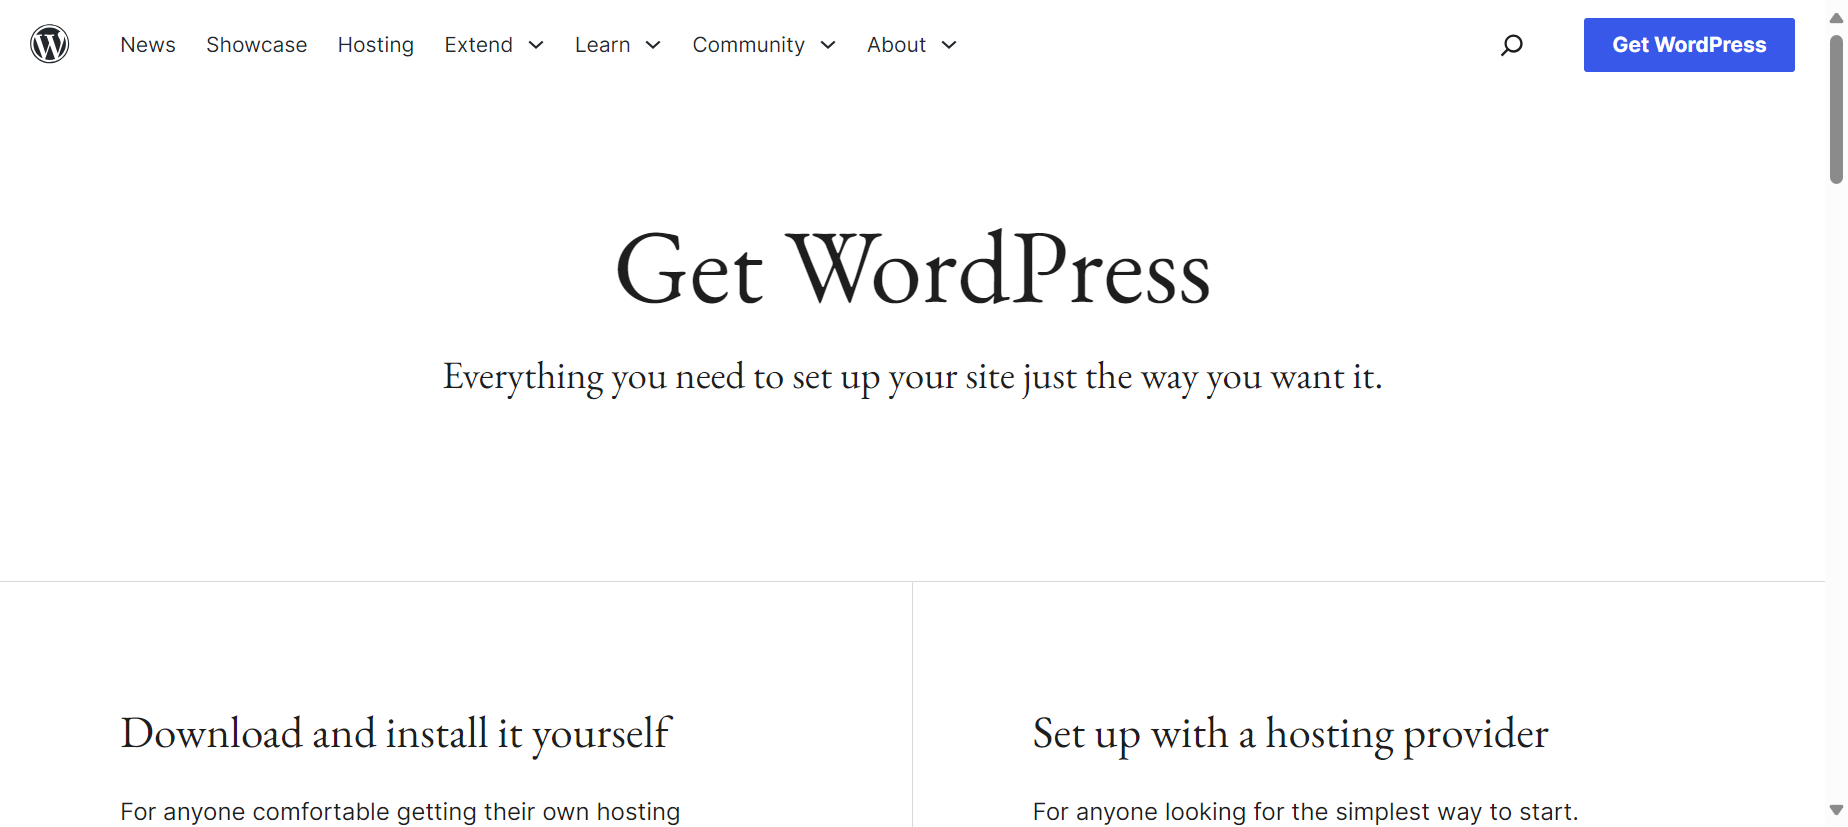 News Showcase Hosting Extend Learn Community About Get WordPress
Get WordPress
Everything you need to set up your site just the way you want it.
Download and install it yourself
For anyone comfortable getting their own hosting
Set up with a hosting provider
For anyone looking for the simplest way to start.